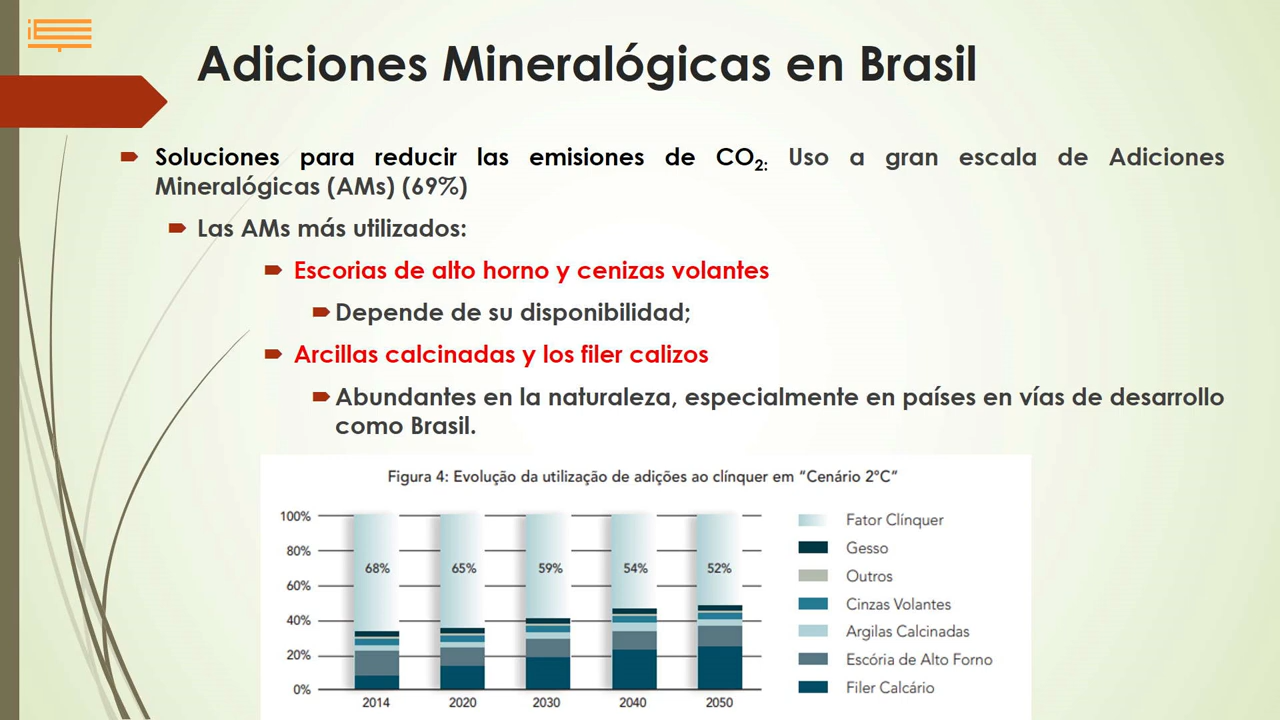 Adiciones Mineralógicas en Brasil
Soluciones para reducir las emisiones de CO2: Uso a gran escala de Adiciones
Mineralógicas (AMs) (69%)
Las AMs más utilizados:
Escorias de alto horno y cenizas volantes
Depende de su disponibilidad;
Arcillas calcinadas y los filer calizos
Abundantes en la naturaleza, especialmente en países en vías de desarrollo
como Brasil.
Figura 4: Evolução da utilização de adições ao clínquer em “Cenário 2°C”
100%
80%
60%
40%
20%
0%
68%
65%
59%
54%
52%
2014
2020
2030
2040
2050
Fator Clínquer
Gesso
Outros
Cinzas Volantes
Argilas Calcinadas
Escória de Alto Forno
Filer Calcário